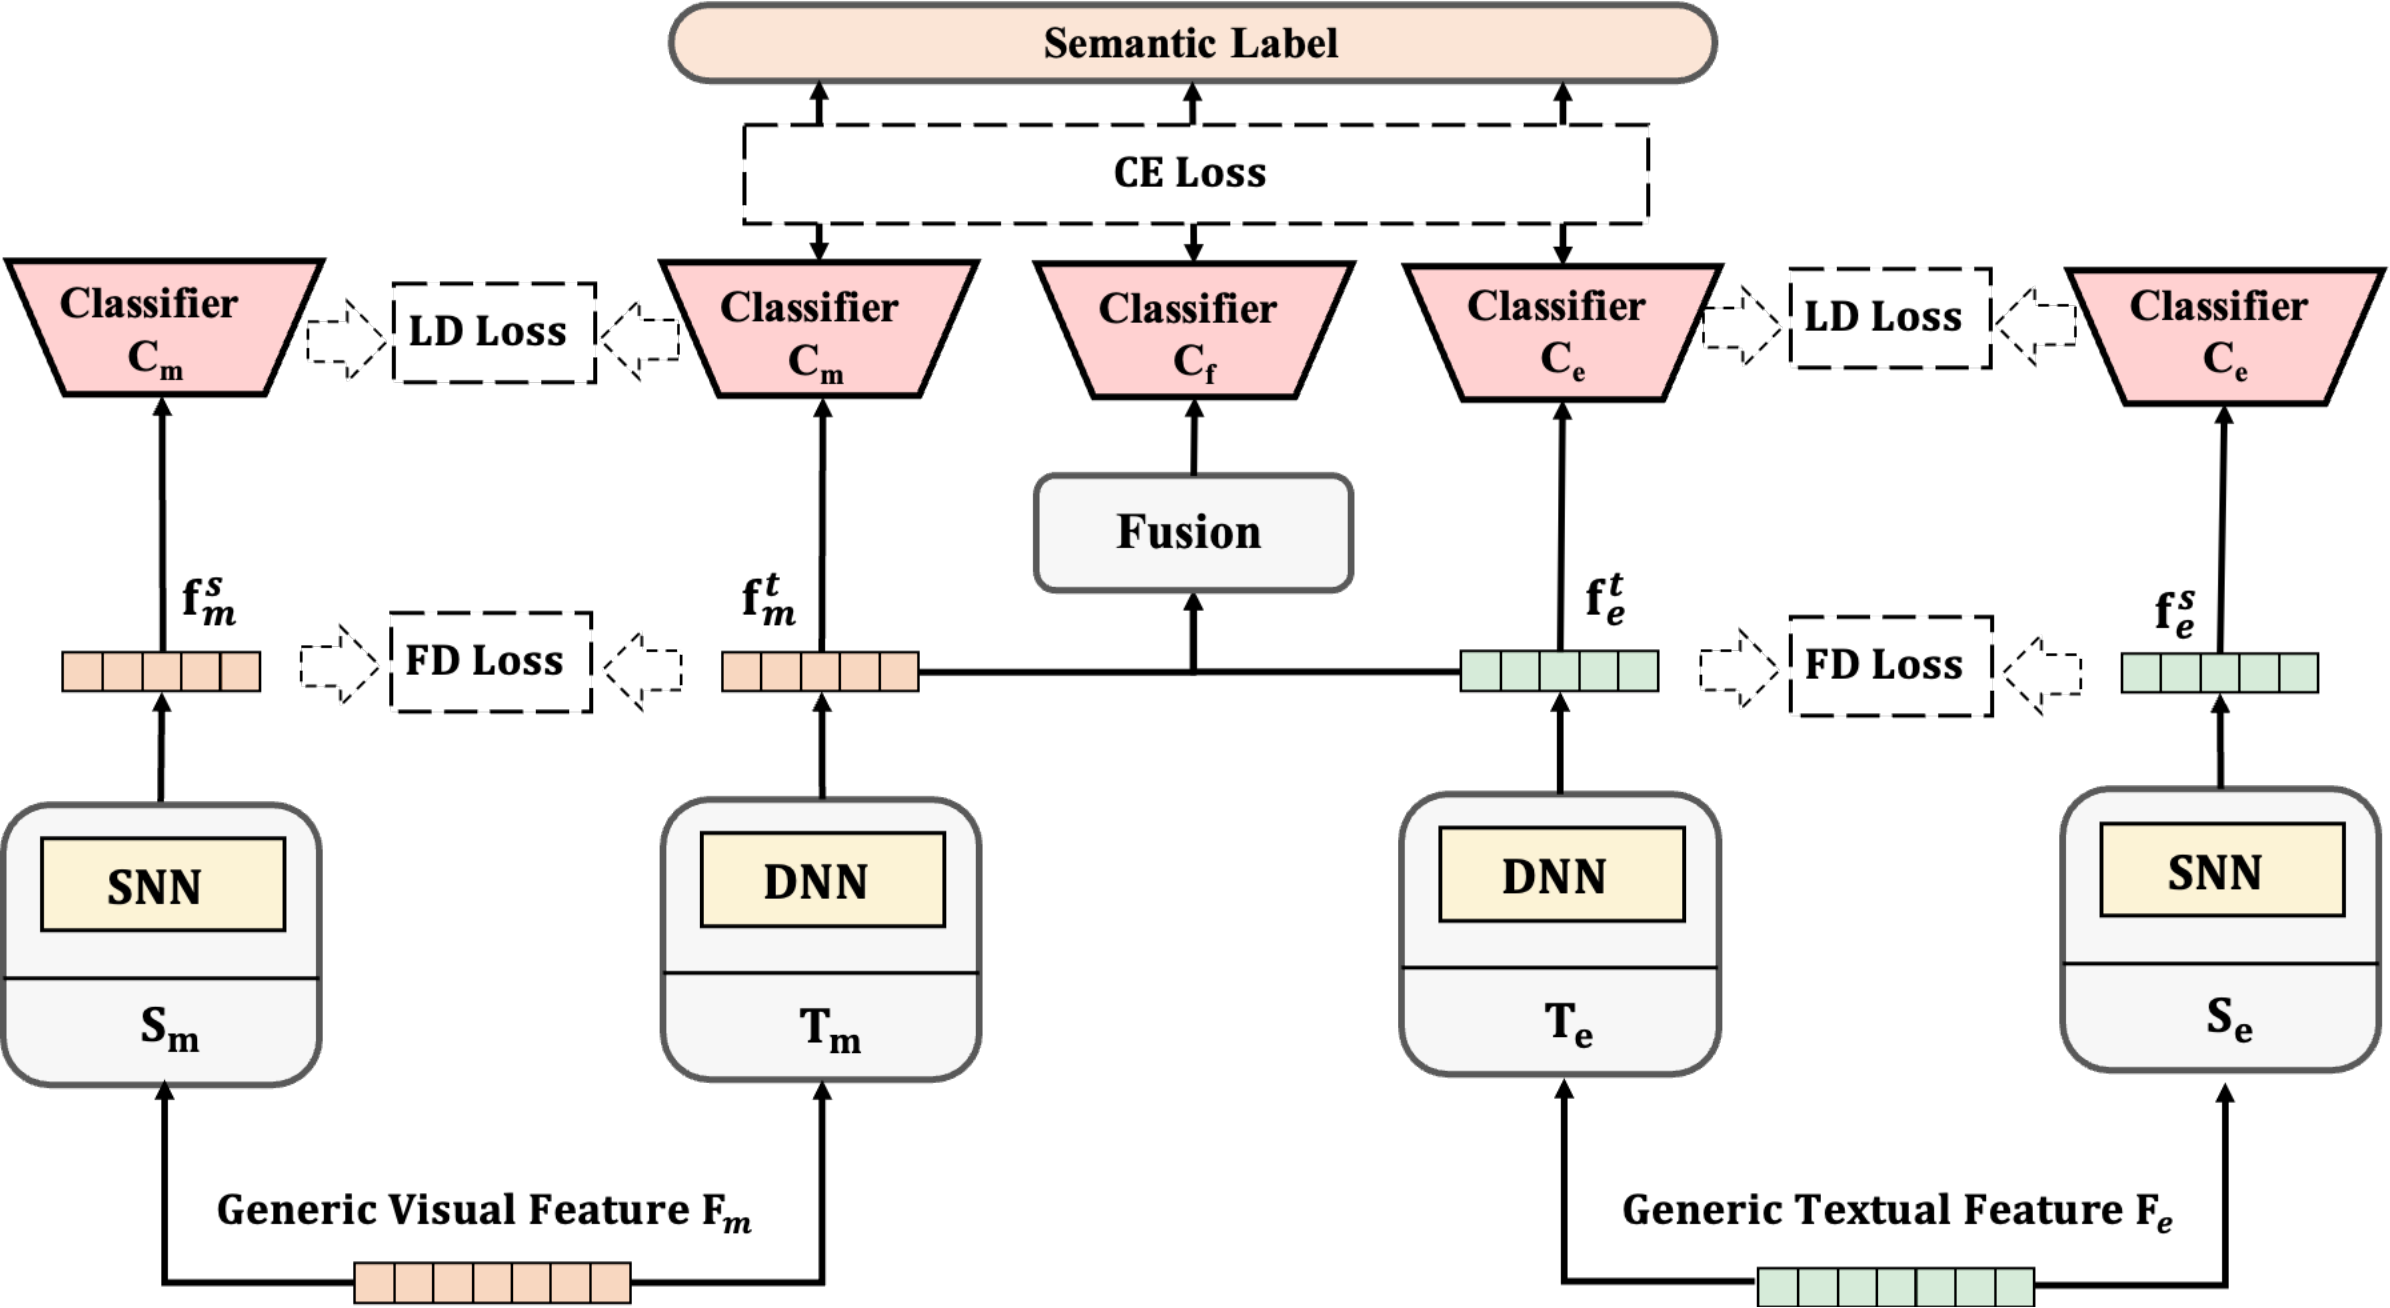 Semantic Label
CE Loss
Classifier
C_m
LD Loss
Classifier
C_m
Classifier
C_f
Classifier
C_e
LD Loss
Classifier
C_e
Fusion
f_m^s
FD Loss
f_m^t
f_e^t
FD Loss
f_e^s
SNN
S_m
DNN
T_m
DNN
T_e
SNN
S_e
Generic Visual Feature F_m
Generic Textual Feature F_e